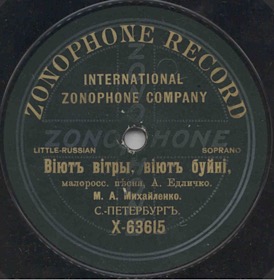 ZONOPHONE RECORD
INTERNATIONAL
ZONOPHONE COMPANY
ZONOPHONE
LITTLE-RUSSIAN SOPRANO
Віютъ вітры, віютъ буйні,
малоросс. пѣсня, А. Едличко.
М. А. Михайленко.
С.-ПЕТЕРБУРГЪ.
X-63615